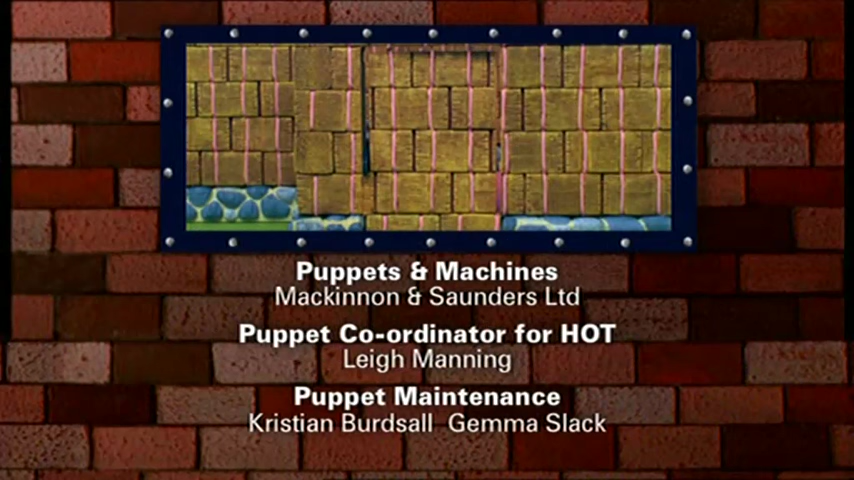 Puppets & Machines
Mackinnon & Saunders Ltd
Puppet Co-ordinator for HOT
Leigh Manning
Puppet Maintenance
Kristian Burdsall  Gemma Slack